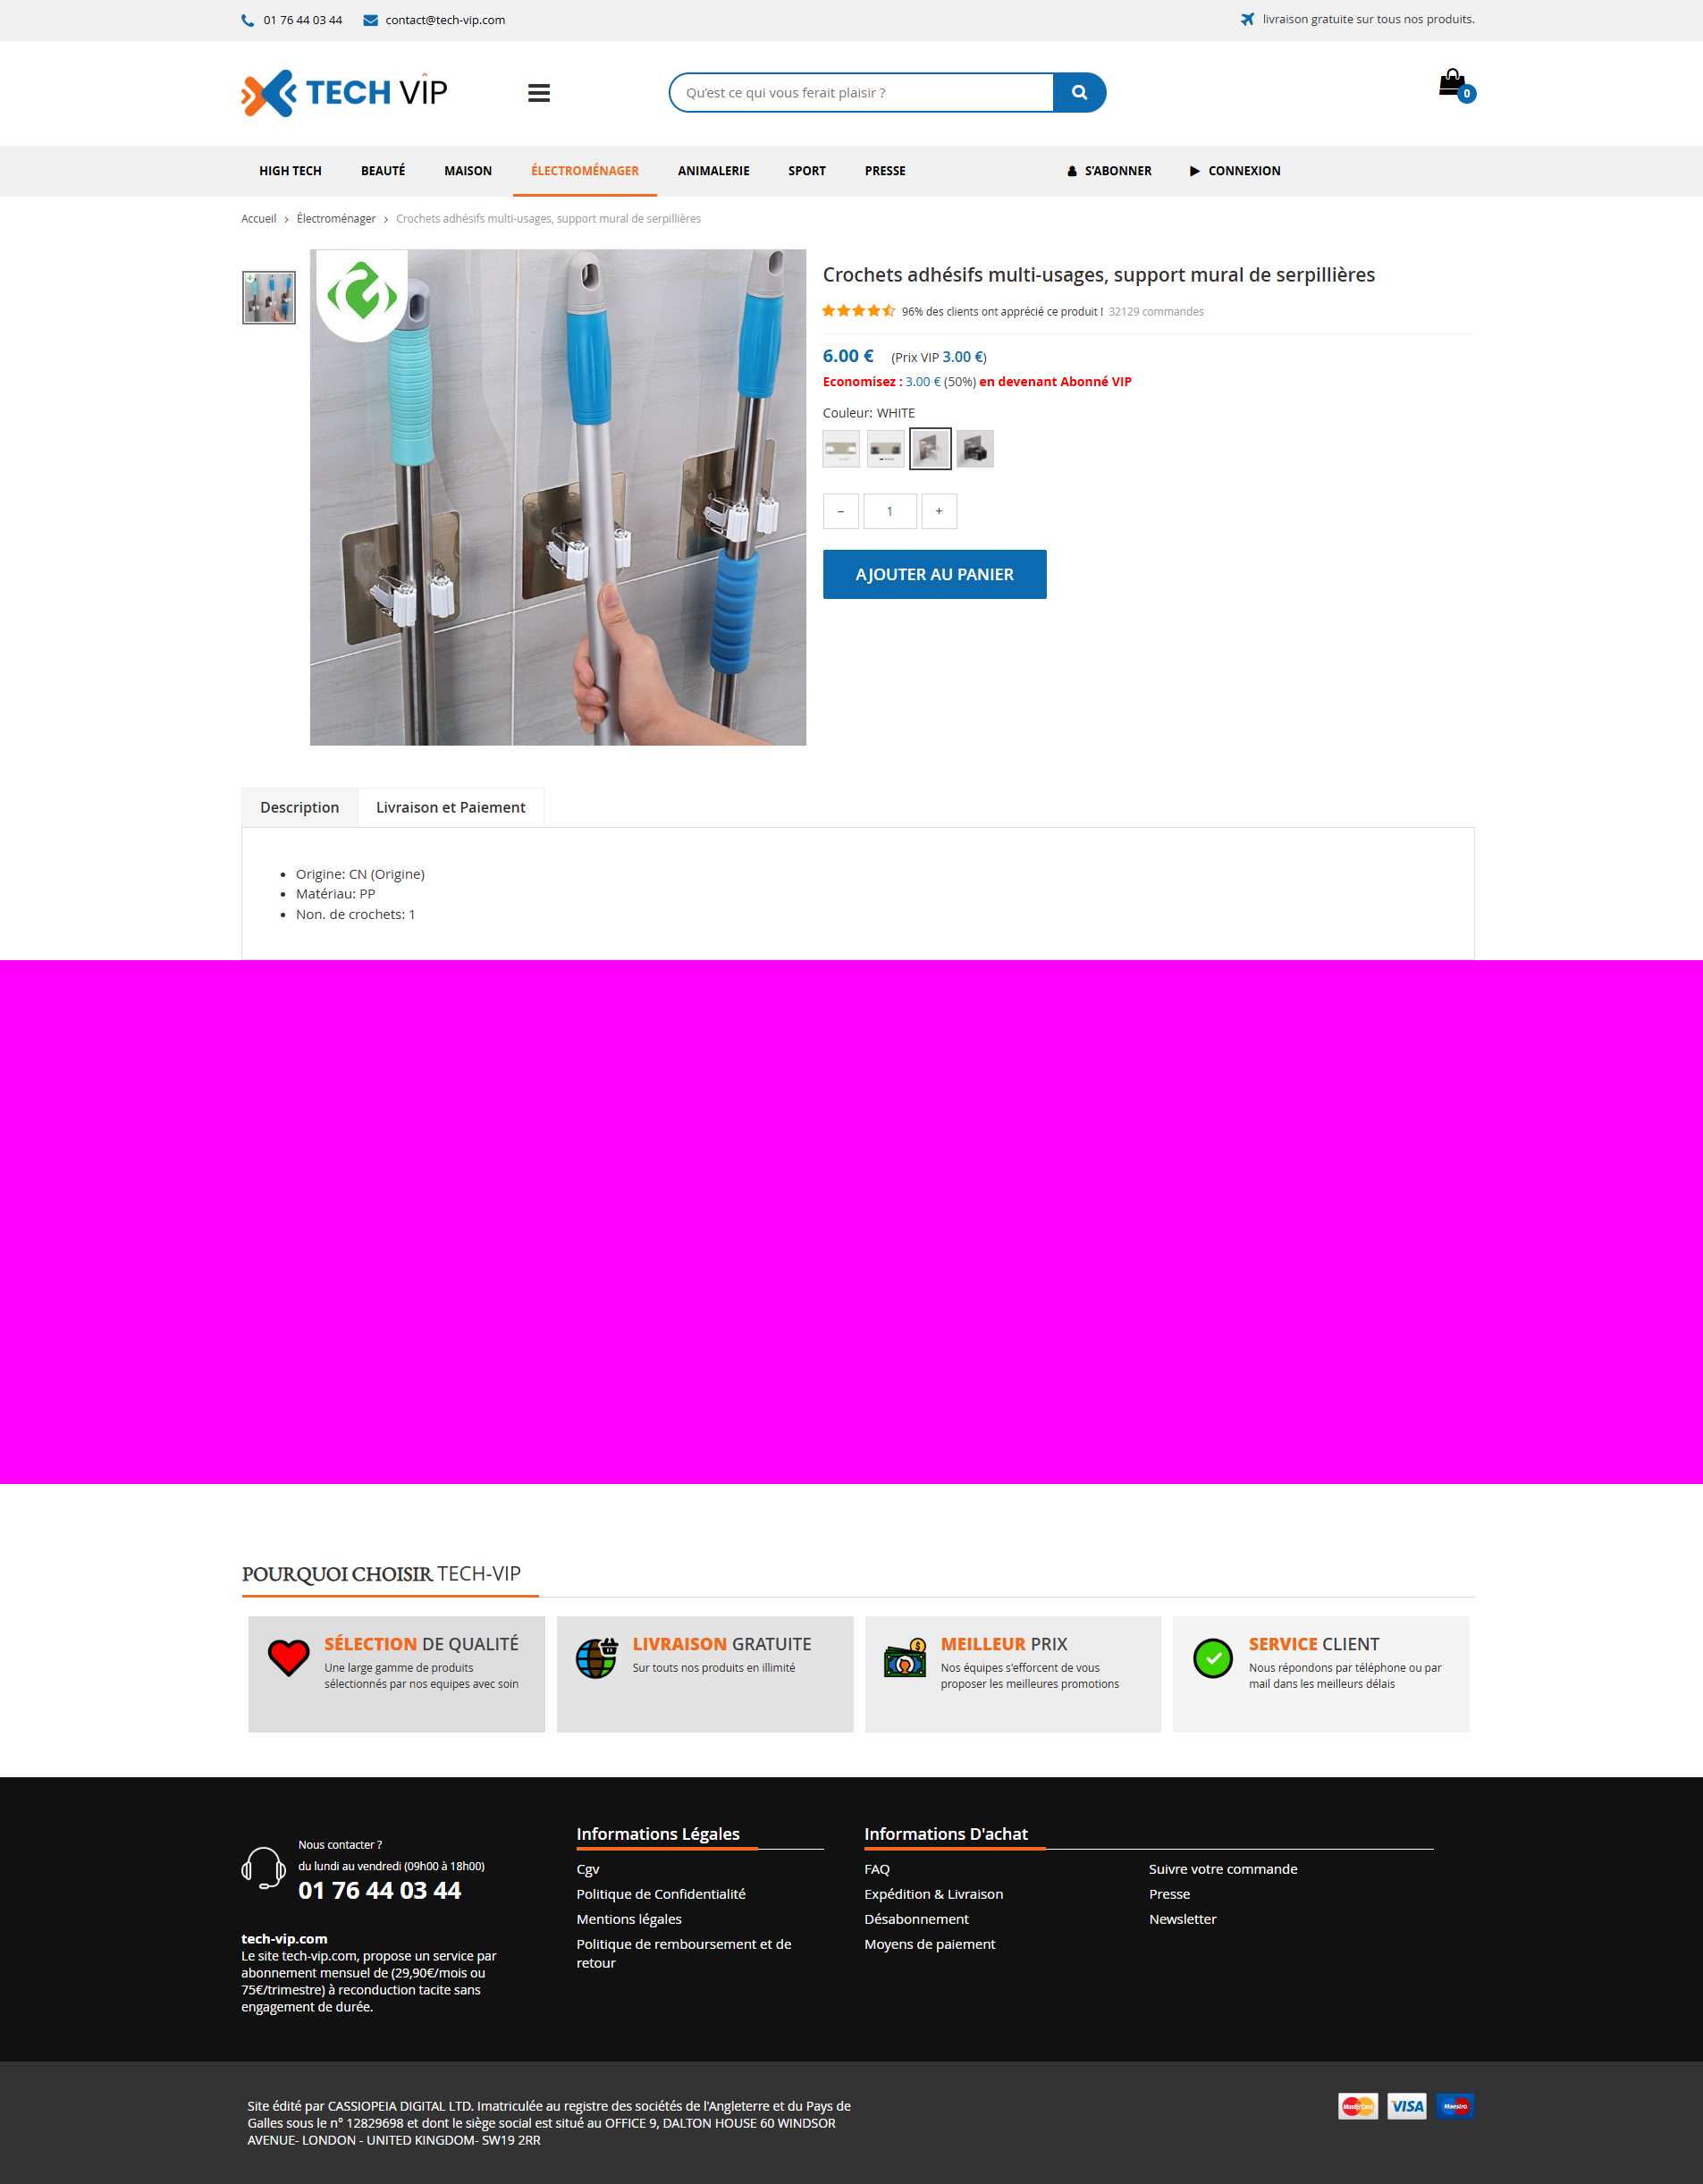 01 76 44 03 44 contact@tech-vip.com livraison gratuite sur tous nos produits.
TECH VIP Qu'est ce qui vous ferait plaisir ? 0
HIGH TECH BEAUTÉ MAISON ÉLECTROMÉNAGER ANIMALERIE SPORT PRESSE S'ABONNER CONNEXION
Accueil > Électroménager > Crochets adhésifs multi-usages, support mural de serpillières
Crochets adhésifs multi-usages, support mural de serpillières
96% des clients ont apprécié ce produit ! 32129 commandes
6.00 € (Prix VIP 3.00 €)
Economisez : 3.00 € (50%) en devenant Abonné VIP
Couleur: WHITE
− 1 +
AJOUTER AU PANIER
Description Livraison et Paiement
• Origine: CN (Origine)
• Matériau: PP
• Non. de crochets: 1
POURQUOI CHOISIR TECH-VIP
SÉLECTION DE QUALITÉ
Une large gamme de produits
sélectionnés par nos equipes avec soin
LIVRAISON GRATUITE
Sur touts nos produits en illimité
MEILLEUR PRIX
Nos équipes s'efforcent de vous
proposer les meilleures promotions
SERVICE CLIENT
Nous répondons par téléphone ou par
mail dans les meilleurs délais
Nous contacter ?
du lundi au vendredi (09h00 à 18h00)
01 76 44 03 44
tech-vip.com
Le site tech-vip.com, propose un service par
abonnement mensuel de (29,90€/mois ou
75€/trimestre) à reconduction tacite sans
engagement de durée.
Informations Légales
Cgv
Politique de Confidentialité
Mentions légales
Politique de remboursement et de
retour
Informations D'achat
FAQ
Expédition & Livraison
Désabonnement
Moyens de paiement
Suivre votre commande
Presse
Newsletter
Site édité par CASSIOPEIA DIGITAL LTD. Imatriculée au registre des sociétés de l'Angleterre et du Pays de
Galles sous le n° 12829698 et dont le siège social est situé au OFFICE 9, DALTON HOUSE 60 WINDSOR
AVENUE- LONDON - UNITED KINGDOM- SW19 2RR
MasterCard VISA Maestro